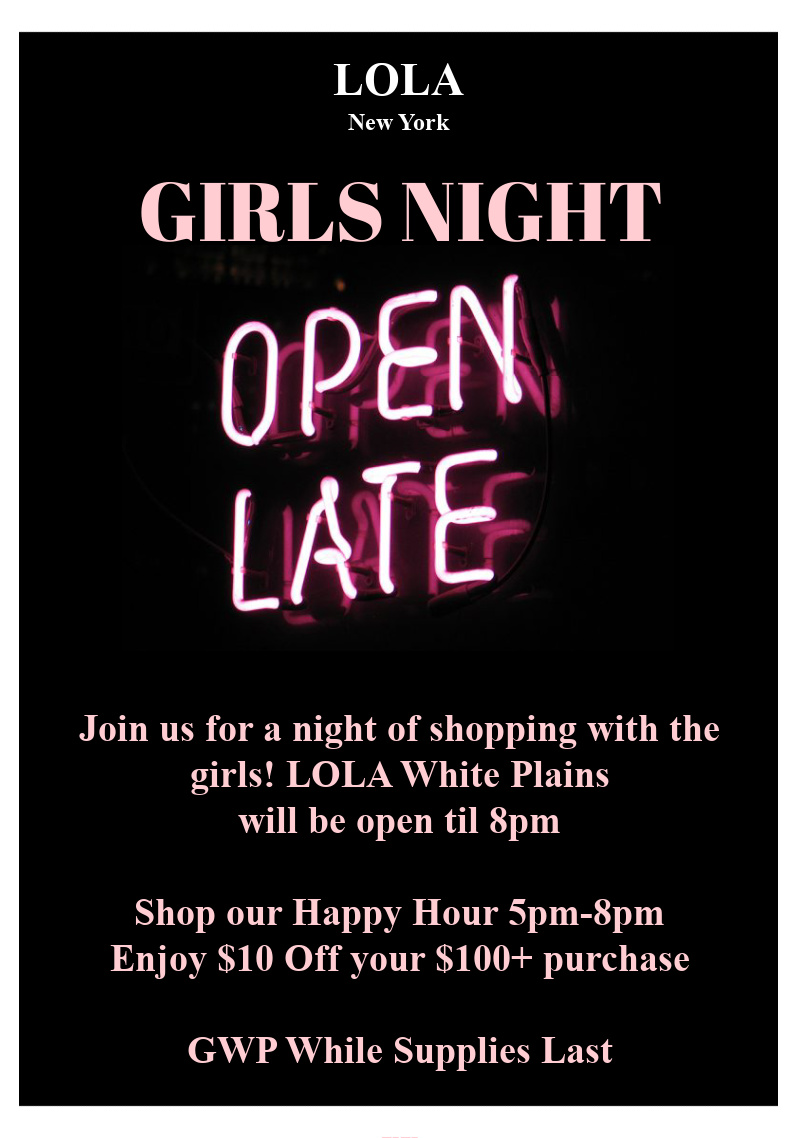 LOLA
New York
GIRLS NIGHT
OPEN
LATE
Join us for a night of shopping with the
girls! LOLA White Plains
will be open til 8pm
Shop our Happy Hour 5pm-8pm
Enjoy $10 Off your $100+ purchase
GWP While Supplies Last